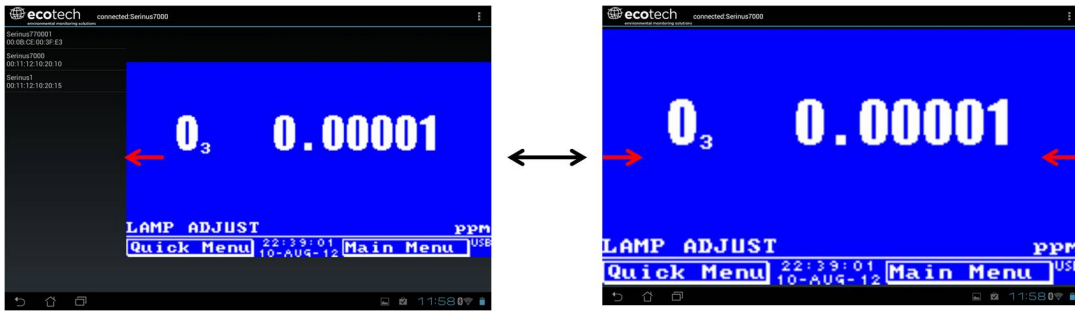 ecotech connected:Serinus7000
environmental monitoring solutions
Serinus770001
00:0B:CE:00:3F:E3
Serinus7000
00:11:12:10:20:10
Serinus1
00:11:12:10:20:15
O3 0.00001
LAMP ADJUST ppm
Quick Menu 22:39:01 10-AUG-12 Main Menu USB
11:58
ecotech connected:Serinus7000
environmental monitoring solutions
O3 0.00001
LAMP ADJUST ppm
Quick Menu 22:39:01 10-AUG-12 Main Menu USB
11:58